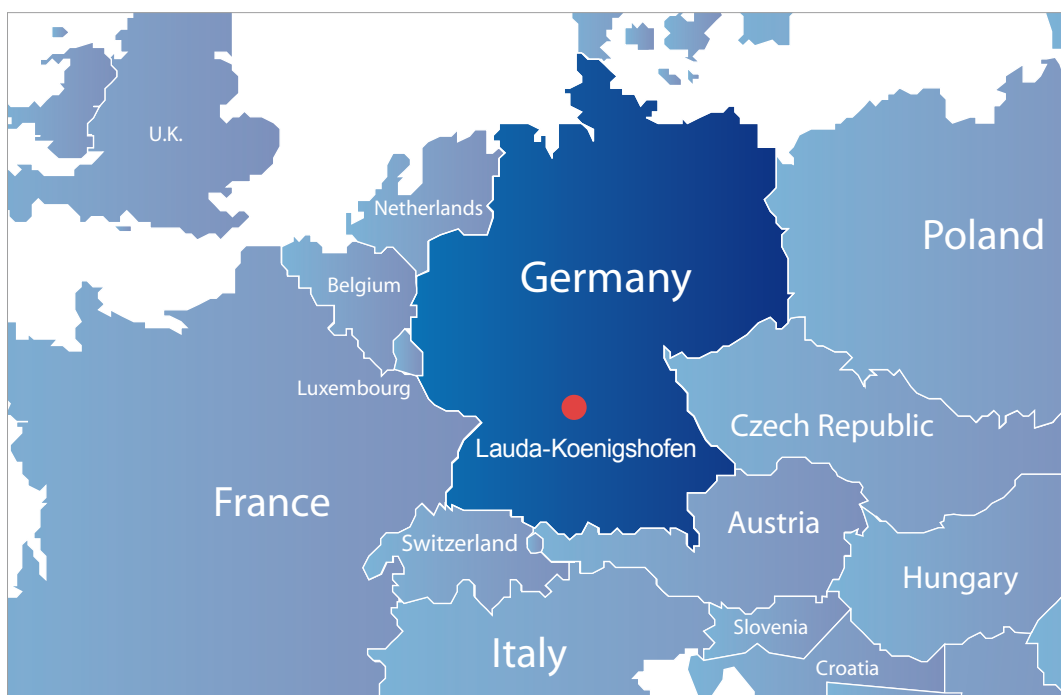 U.K.
Netherlands
Poland
Germany
Belgium
Luxembourg
Czech Republic
Lauda-Koenigshofen
France
Austria
Switzerland
Hungary
Slovenia
Italy
Croatia